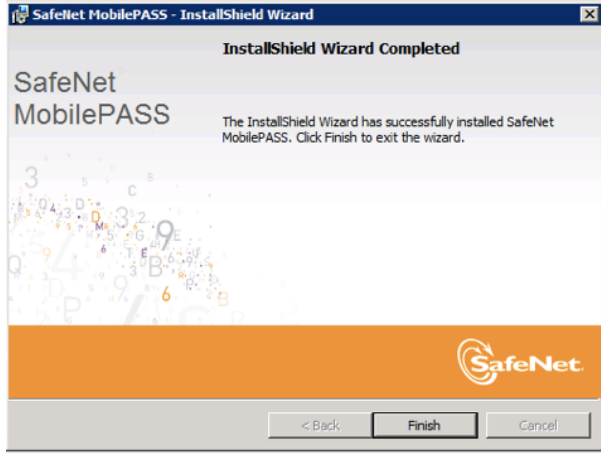 SafeNet MobilePASS - InstallShield Wizard
InstallShield Wizard Completed
SafeNet
MobilePASS
The InstallShield Wizard has successfully installed SafeNet
MobilePASS. Click Finish to exit the wizard.
SafeNet.
< Back
Finish
Cancel